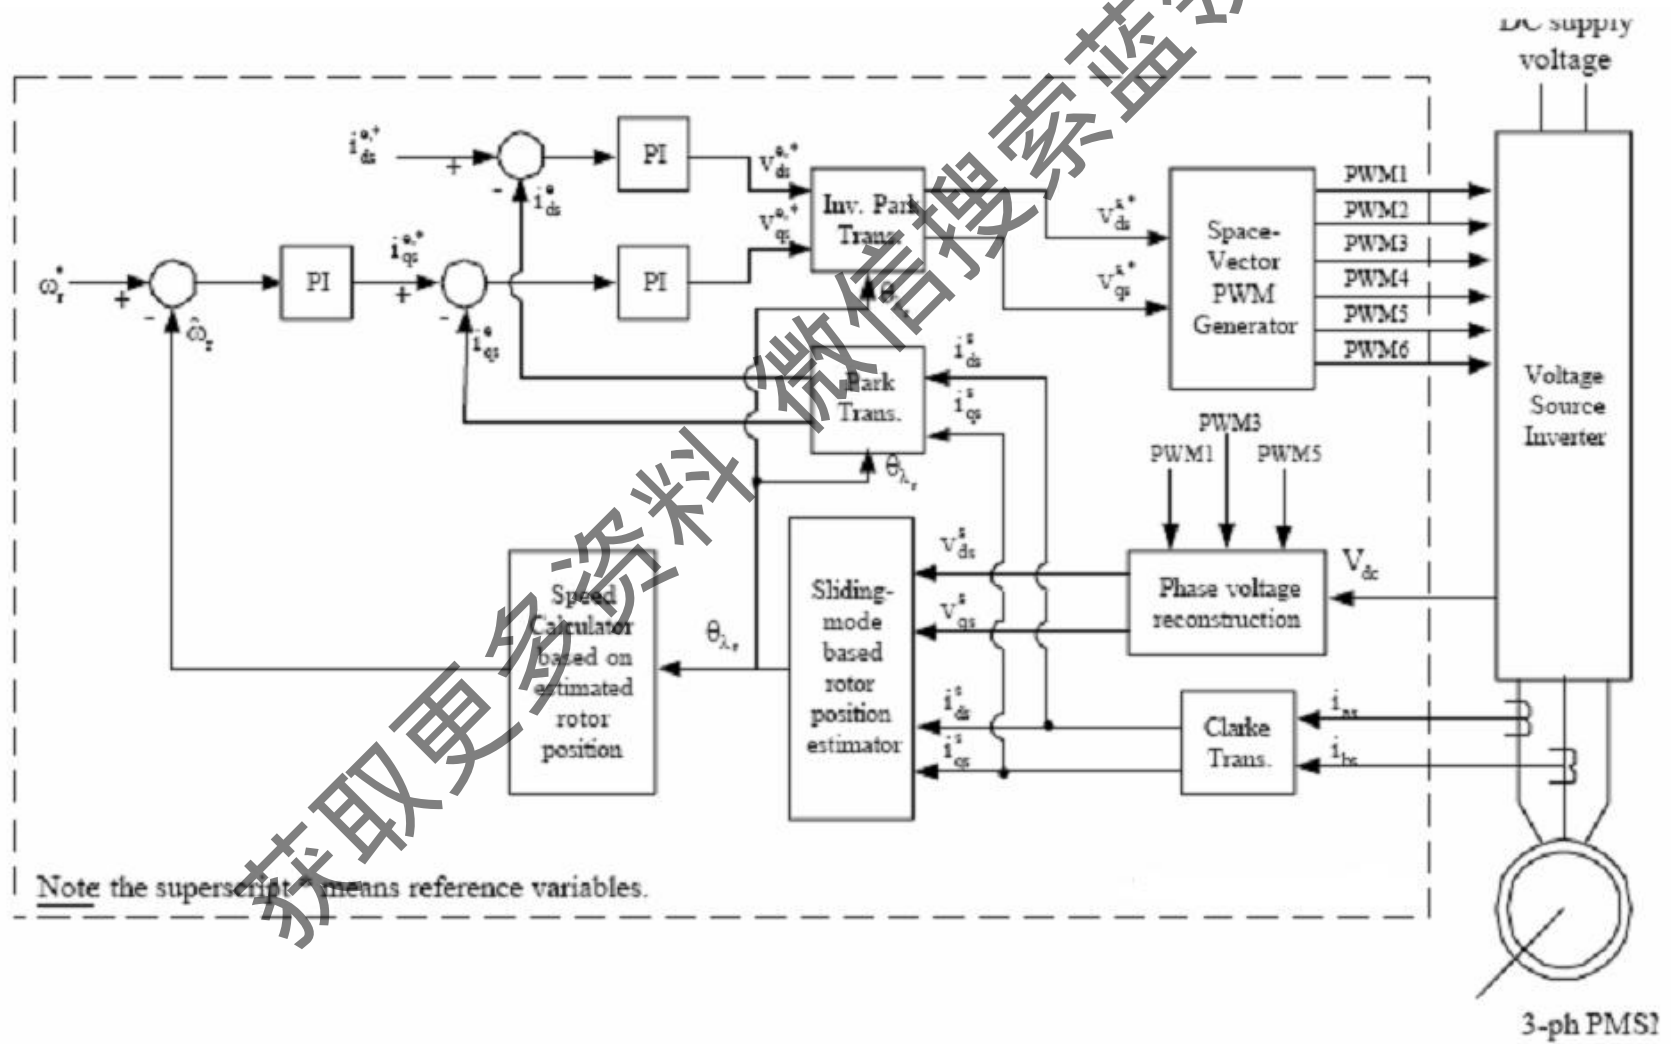 DC supply
voltage
i_ds^e,*
+
-
i_ds^e
PI
v_ds^e,*
v_qs^e,*
Inv. Park
Trans.
θ_λr
ω_r^*
+
-
ω̂_r
PI
i_qs^e,*
+
-
i_qs^e
PI
v_ds^s*
v_qs^s*
Space-
Vector
PWM
Generator
PWM1
PWM2
PWM3
PWM4
PWM5
PWM6
Voltage
Source
Inverter
Park
Trans.
i_ds^s
i_qs^s
θ_λr
PWM3
PWM1
PWM5
Phase voltage
reconstruction
V_dc
v_ds^s
v_qs^s
Sliding-
mode
based
rotor
position
estimator
θ_λr
Speed
Calculator
based on
estimated
rotor
position
i_ds^s
i_qs^s
Clarke
Trans.
i_as
i_bs
Note: the superscript * means reference variables.
3-ph PMS
获取更多资料 微信搜索蓝